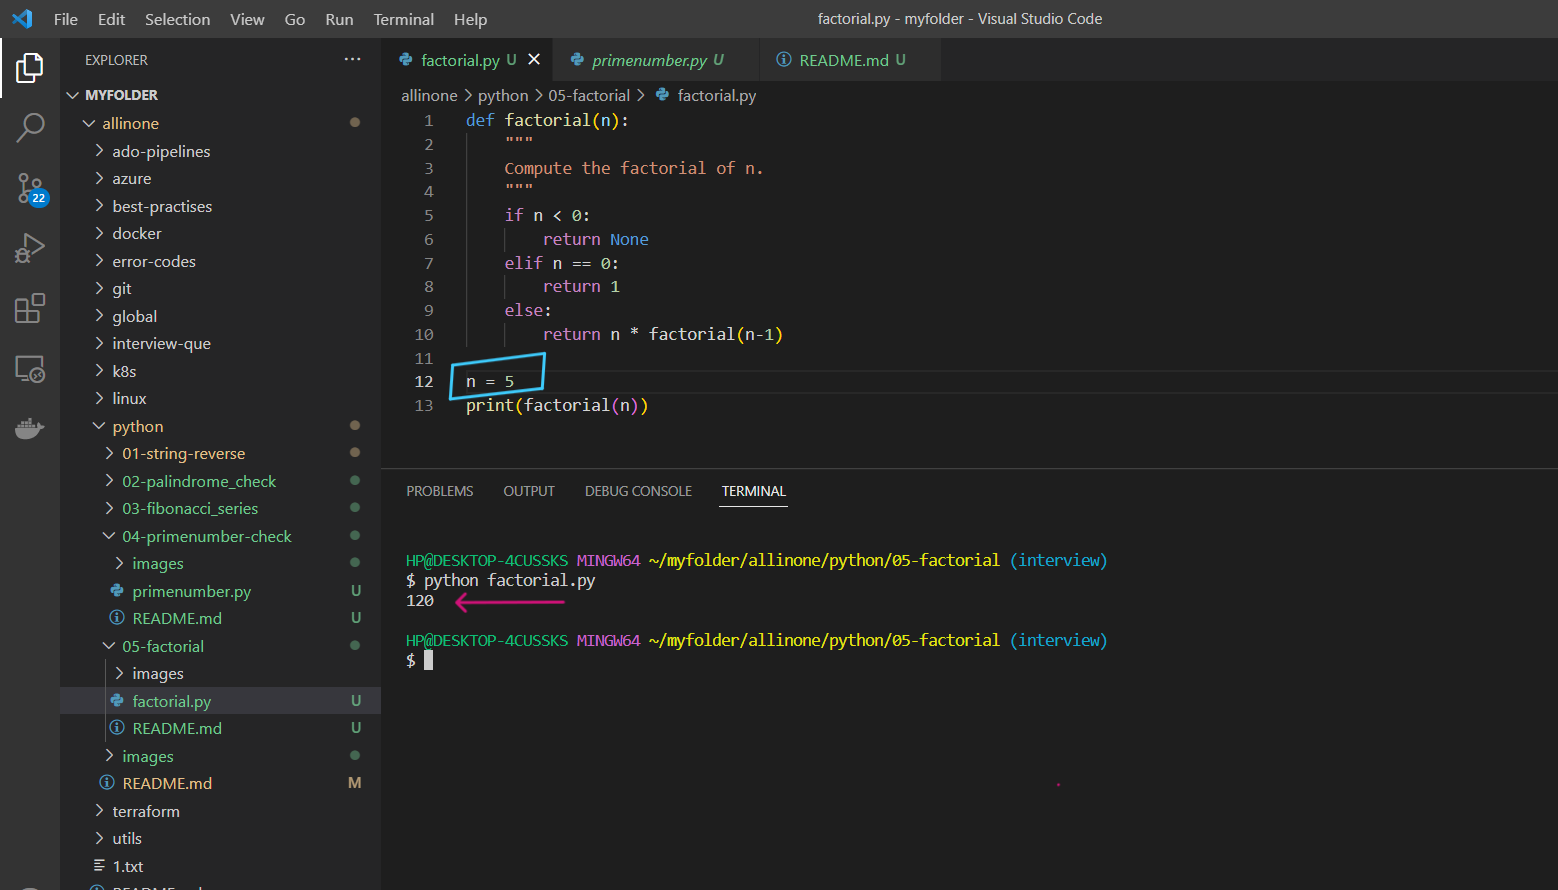 File Edit Selection View Go Run Terminal Help
factorial.py - myfolder - Visual Studio Code
EXPLORER
MYFOLDER
allinone
ado-pipelines
azure
best-practises
docker
error-codes
git
global
interview-que
k8s
linux
python
01-string-reverse
02-palindrome_check
03-fibonacci_series
04-primenumber-check
images
primenumber.py U
README.md U
05-factorial
images
factorial.py U
README.md U
images
README.md M
terraform
utils
1.txt
22
factorial.py U primenumber.py U README.md U
allinone > python > 05-factorial > factorial.py
1 def factorial(n):
2 """
3 Compute the factorial of n.
4 """
5 if n < 0:
6 return None
7 elif n == 0:
8 return 1
9 else:
10 return n * factorial(n-1)
11
12 n = 5
13 print(factorial(n))
PROBLEMS OUTPUT DEBUG CONSOLE TERMINAL
HP@DESKTOP-4CUSSKS MINGW64 ~/myfolder/allinone/python/05-factorial (interview)
$ python factorial.py
120
HP@DESKTOP-4CUSSKS MINGW64 ~/myfolder/allinone/python/05-factorial (interview)
$